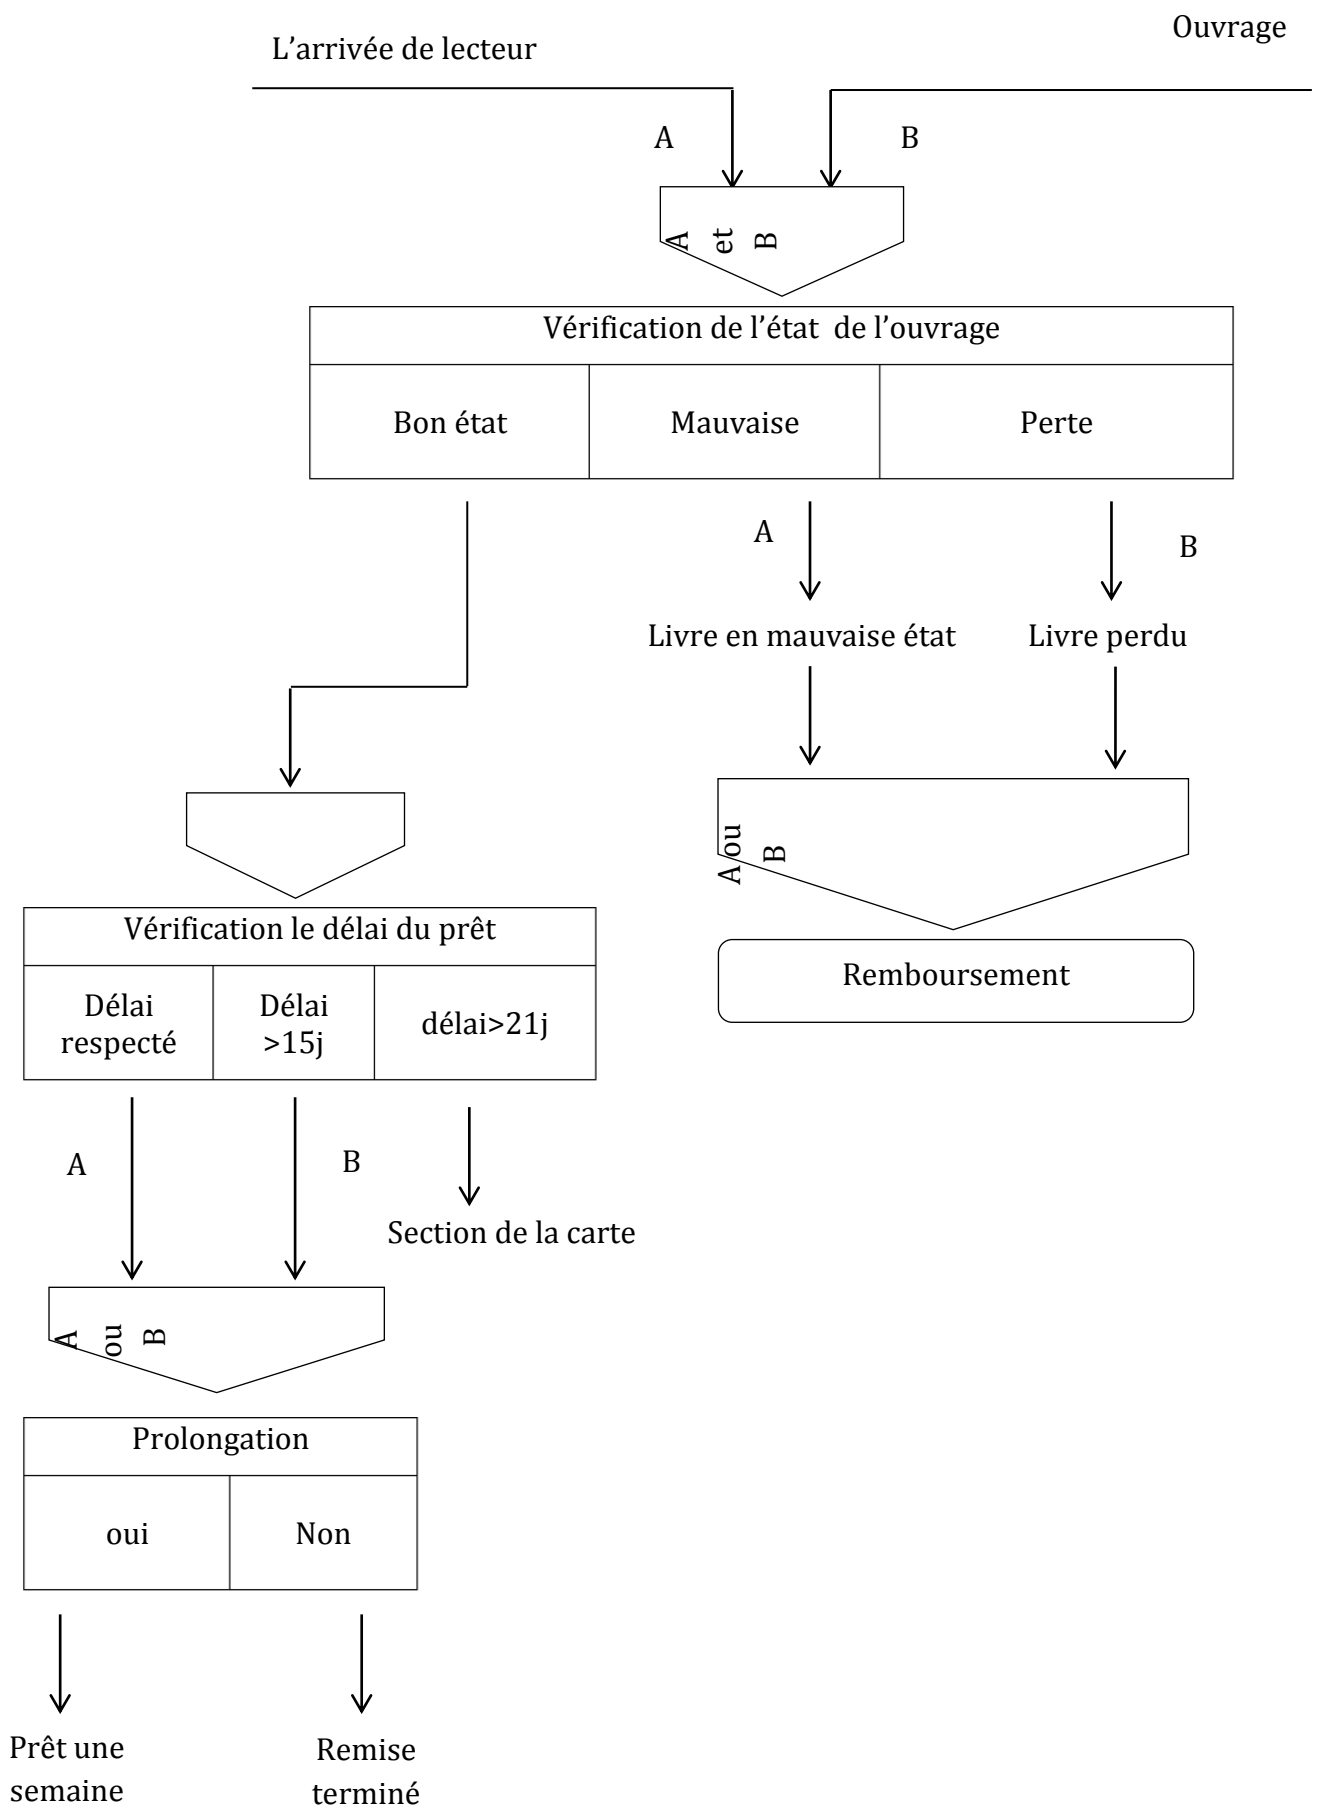 Ouvrage
L’arrivée de lecteur
A
B
A
et
B
Vérification de l’état de l’ouvrage
Bon état
Mauvaise
Perte
A
B
Livre en mauvaise état
Livre perdu
A ou
B
Vérification le délai du prêt
Remboursement
Délai
respecté
Délai
>15j
délai>21j
A
B
Section de la carte
A
ou
B
Prolongation
oui
Non
Prêt une
semaine
Remise
terminé